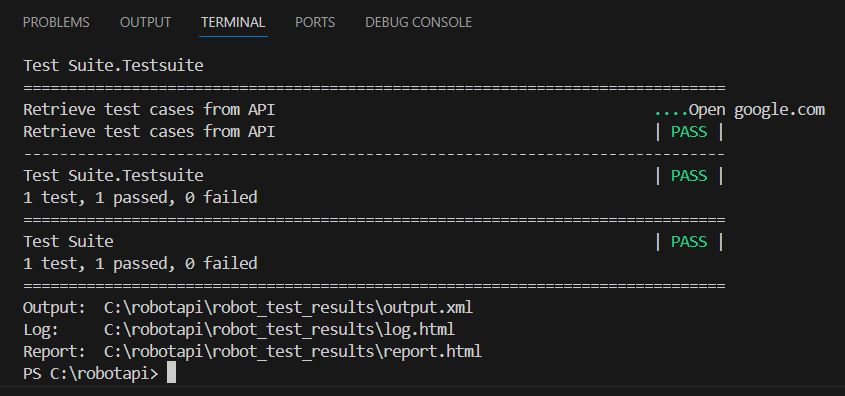 PROBLEMS OUTPUT TERMINAL PORTS DEBUG CONSOLE
Test Suite.Testsuite
==============================================================================
Retrieve test cases from API                                          ....Open google.com
Retrieve test cases from API                                          | PASS |
------------------------------------------------------------------------------
Test Suite.Testsuite                                                  | PASS |
1 test, 1 passed, 0 failed
==============================================================================
Test Suite                                                            | PASS |
1 test, 1 passed, 0 failed
==============================================================================
Output:  C:\robotapi\robot_test_results\output.xml
Log:     C:\robotapi\robot_test_results\log.html
Report:  C:\robotapi\robot_test_results\report.html
PS C:\robotapi>